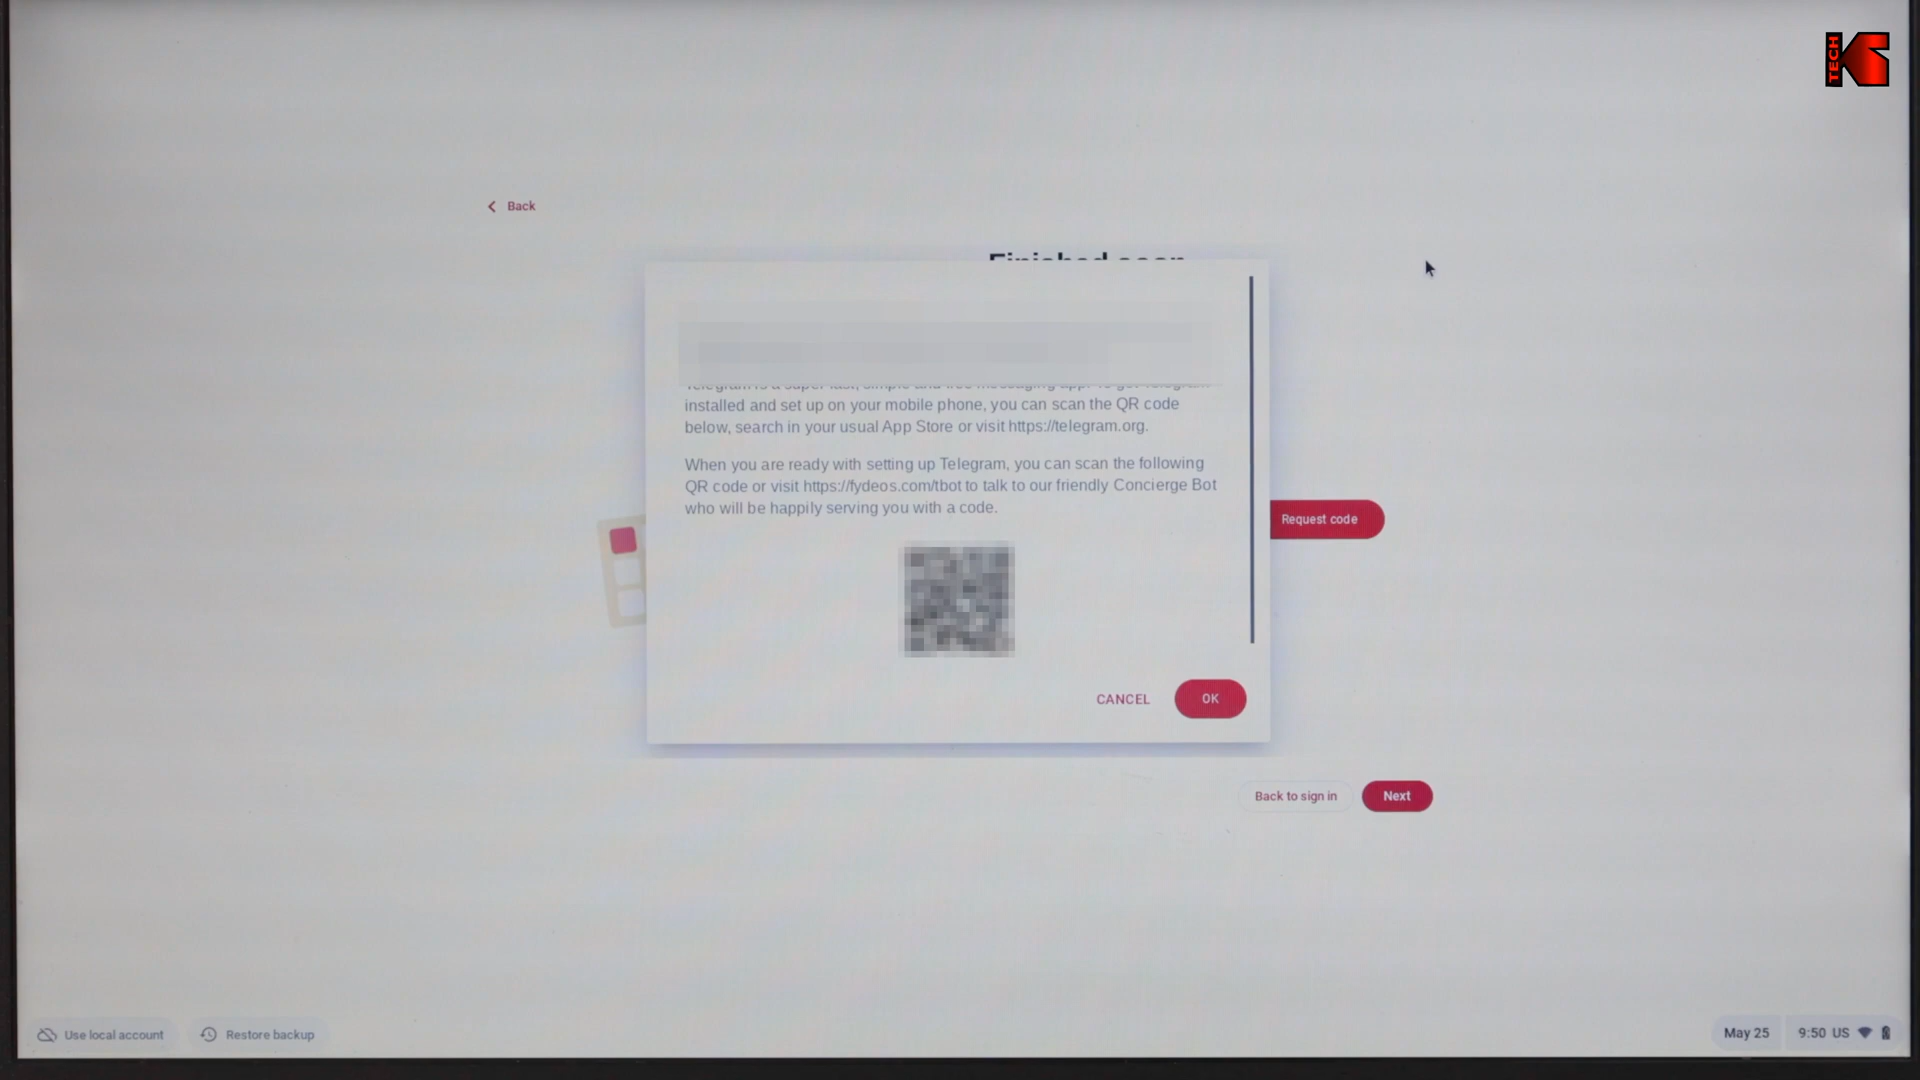 TECH
Back
Finished scan
Telegram is a super fast, simple and free messaging app. To get Telegram
installed and set up on your mobile phone, you can scan the QR code
below, search in your usual App Store or visit https://telegram.org.
When you are ready with setting up Telegram, you can scan the following
QR code or visit https://fydeos.com/tbot to talk to our friendly Concierge Bot
who will be happily serving you with a code.
Request code
CANCEL
OK
Back to sign in
Next
Use local account
Restore backup
May 25
9:50 US